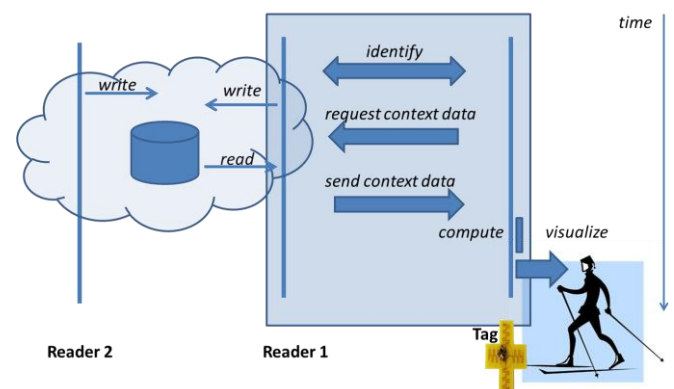 time
identify
write
write
request context data
read
send context data
compute
visualize
Tag
Reader 2
Reader 1